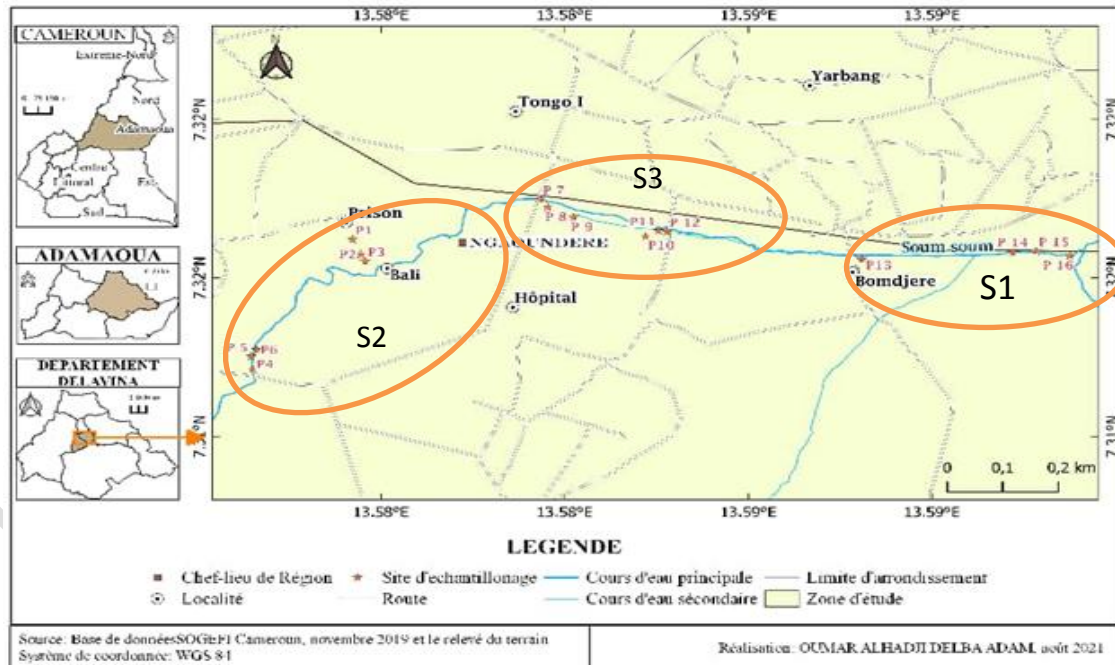 CAMEROUN
Extreme-Nord
Nord
Adamaoua
Centre
Littoral
Est
Sud
ADAMAOUA
DEPARTEMENT
DE LA VINA
13.58°E 13.58°E 13.59°E 13.59°E
7.32°N 7.32°N
7.32°N 7.32°N
7.31°N 7.31°N
N
Yarbang
Tongo I
S3
P 7
P 8
P 9
P11
P 12
P10
Prison
P1
P2
P3
NGAOUNDERE
Bali
Soum-soum
P 14
P 15
P13
P 16
Bomdjere
S1
Hôpital
S2
P 5
P6
P4
0 0,1 0,2 km
13.58°E 13.58°E 13.59°E 13.59°E
LEGENDE
Chef-lieu de Région Site d'echantillonage Cours d'eau principale Limite d'arrondissement
Localité Route Cours d'eau sécondaire Zone d'étude
Source: Base de donnéesSOGEFI Cameroun, novembre 2019 et le relevé du terrain
Système de coordonnée: WGS 84
Réalisation: OUMAR ALHADJI DELBA ADAM, août 2021